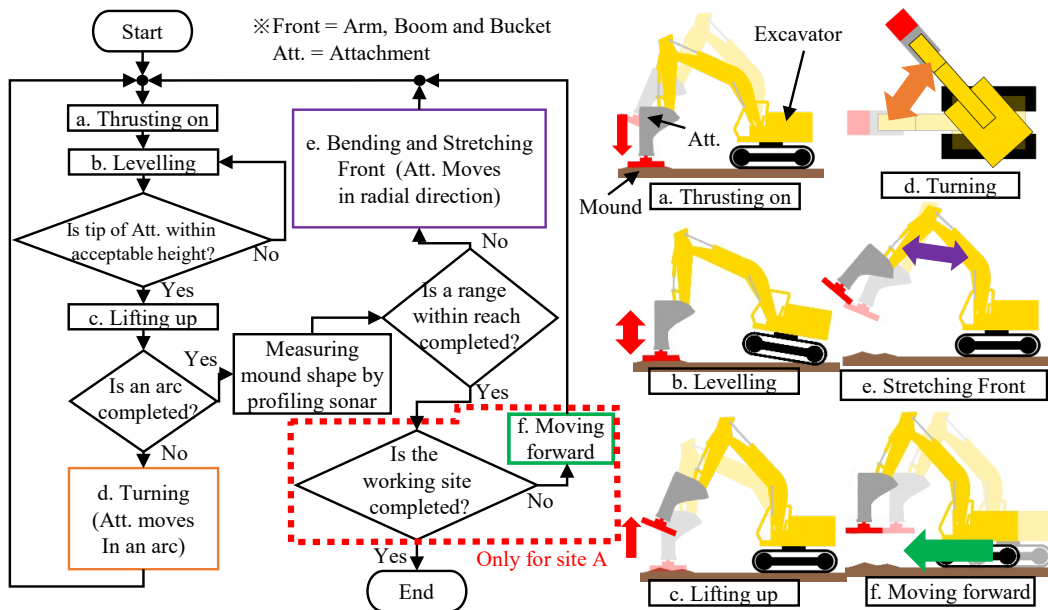 Start
※Front = Arm, Boom and Bucket
Att. = Attachment
a. Thrusting on
b. Levelling
Is tip of Att. within
acceptable height?
No
Yes
c. Lifting up
Is an arc
completed?
Yes
No
d. Turning
(Att. moves
In an arc)
Measuring
mound shape by
profiling sonar
e. Bending and Stretching
Front (Att. Moves
in radial direction)
No
Is a range
within reach
completed?
Yes
Is the
working site
completed?
No
f. Moving
forward
Yes
Only for site A
End
Excavator
Att.
Mound
a. Thrusting on
d. Turning
b. Levelling
e. Stretching Front
c. Lifting up
f. Moving forward